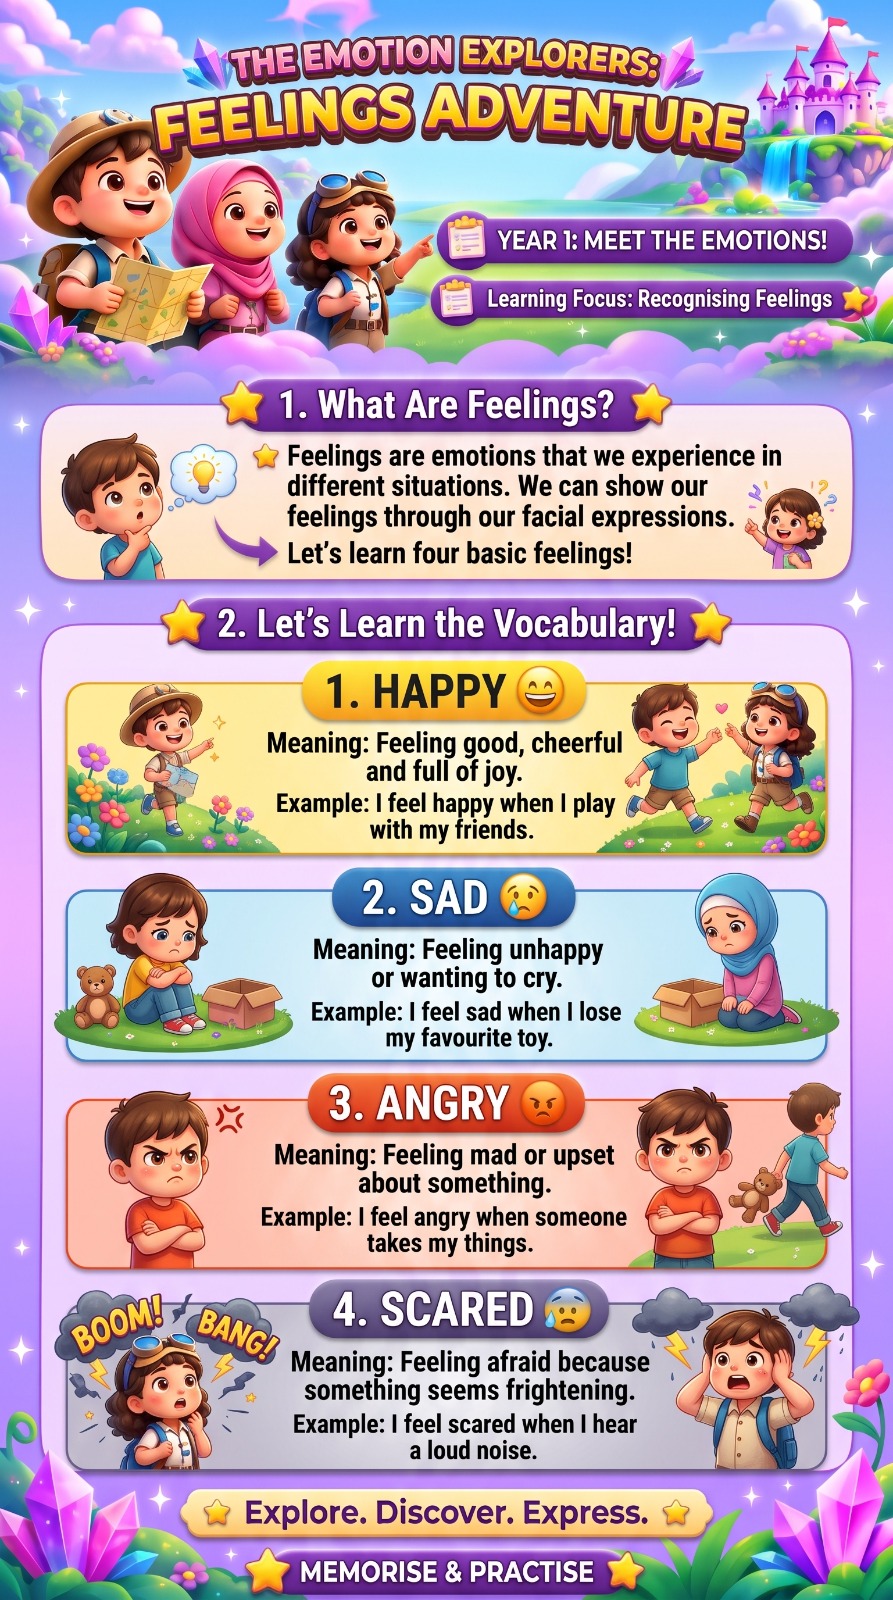 THE EMOTION EXPLORERS:
FEELINGS ADVENTURE
YEAR 1: MEET THE EMOTIONS!
Learning Focus: Recognising Feelings
1. What Are Feelings?
Feelings are emotions that we experience in
different situations. We can show our
feelings through our facial expressions.
Let's learn four basic feelings!
2. Let's Learn the Vocabulary!
1. HAPPY
Meaning: Feeling good, cheerful
and full of joy.
Example: I feel happy when I play
with my friends.
2. SAD
Meaning: Feeling unhappy
or wanting to cry.
Example: I feel sad when I lose
my favourite toy.
3. ANGRY
Meaning: Feeling mad or upset
about something.
Example: I feel angry when someone
takes my things.
4. SCARED
BOOM!
BANG!
Meaning: Feeling afraid because
something seems frightening.
Example: I feel scared when I hear
a loud noise.
Explore. Discover. Express.
MEMORISE & PRACTISE